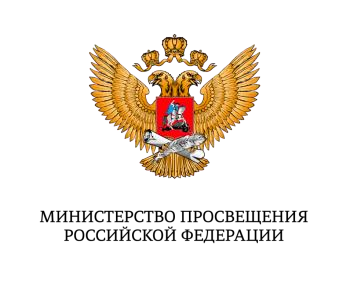 МИНИСТЕРСТВО ПРОСВЕЩЕНИЯ
РОССИЙСКОЙ ФЕДЕРАЦИИ